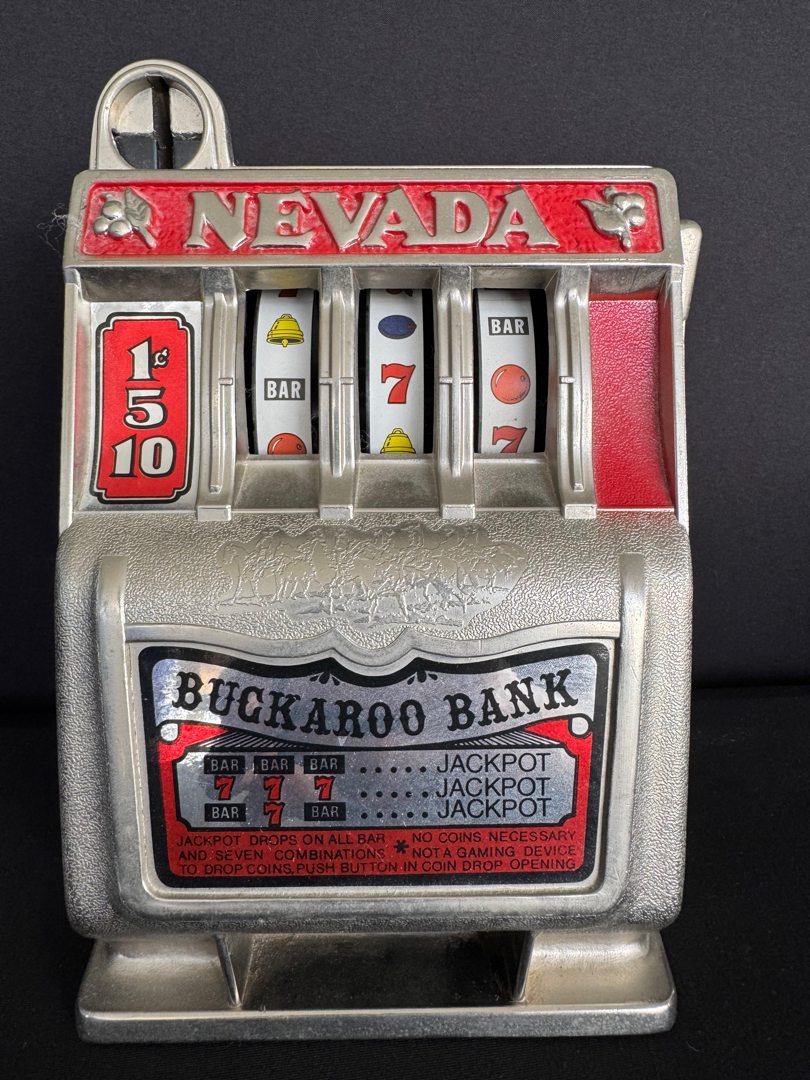 NEVADA
1¢
5
10
BAR
BAR
7
7
BUCKAROO BANK
BAR BAR BAR ..... JACKPOT
7 7 7 ..... JACKPOT
BAR 7 BAR ..... JACKPOT
JACKPOT DROPS ON ALL BAR * NO COINS NECESSARY
AND SEVEN COMBINATIONS NOT A GAMING DEVICE
TO DROP COINS, PUSH BUTTON IN COIN DROP OPENING